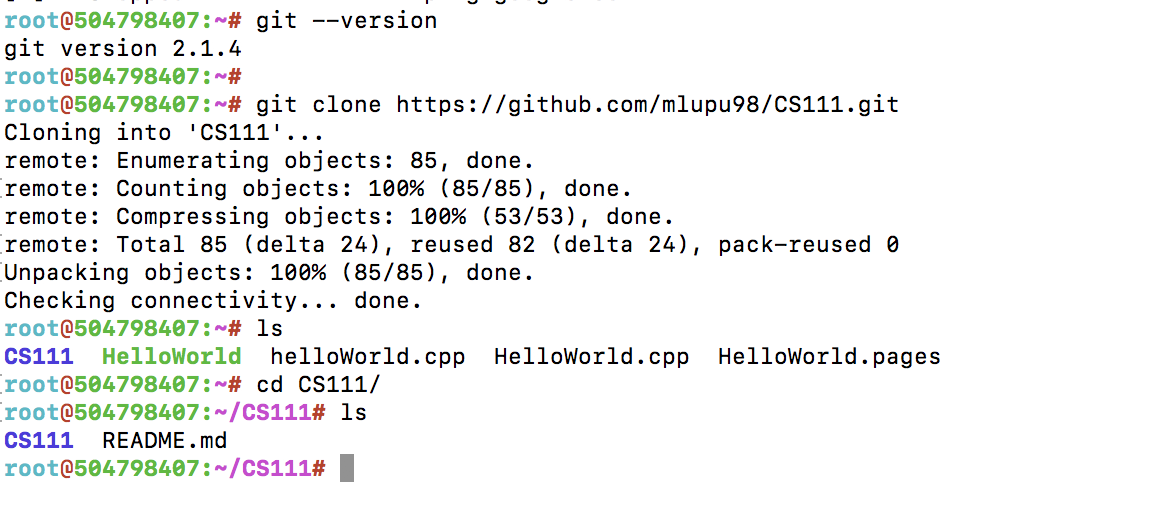 root@504798407:~# git --version
git version 2.1.4
root@504798407:~#
root@504798407:~# git clone https://github.com/mlupu98/CS111.git
Cloning into 'CS111'...
remote: Enumerating objects: 85, done.
remote: Counting objects: 100% (85/85), done.
remote: Compressing objects: 100% (53/53), done.
remote: Total 85 (delta 24), reused 82 (delta 24), pack-reused 0
Unpacking objects: 100% (85/85), done.
Checking connectivity... done.
root@504798407:~# ls
CS111  HelloWorld  helloWorld.cpp  HelloWorld.cpp  HelloWorld.pages
root@504798407:~# cd CS111/
root@504798407:~/CS111# ls
CS111  README.md
root@504798407:~/CS111#